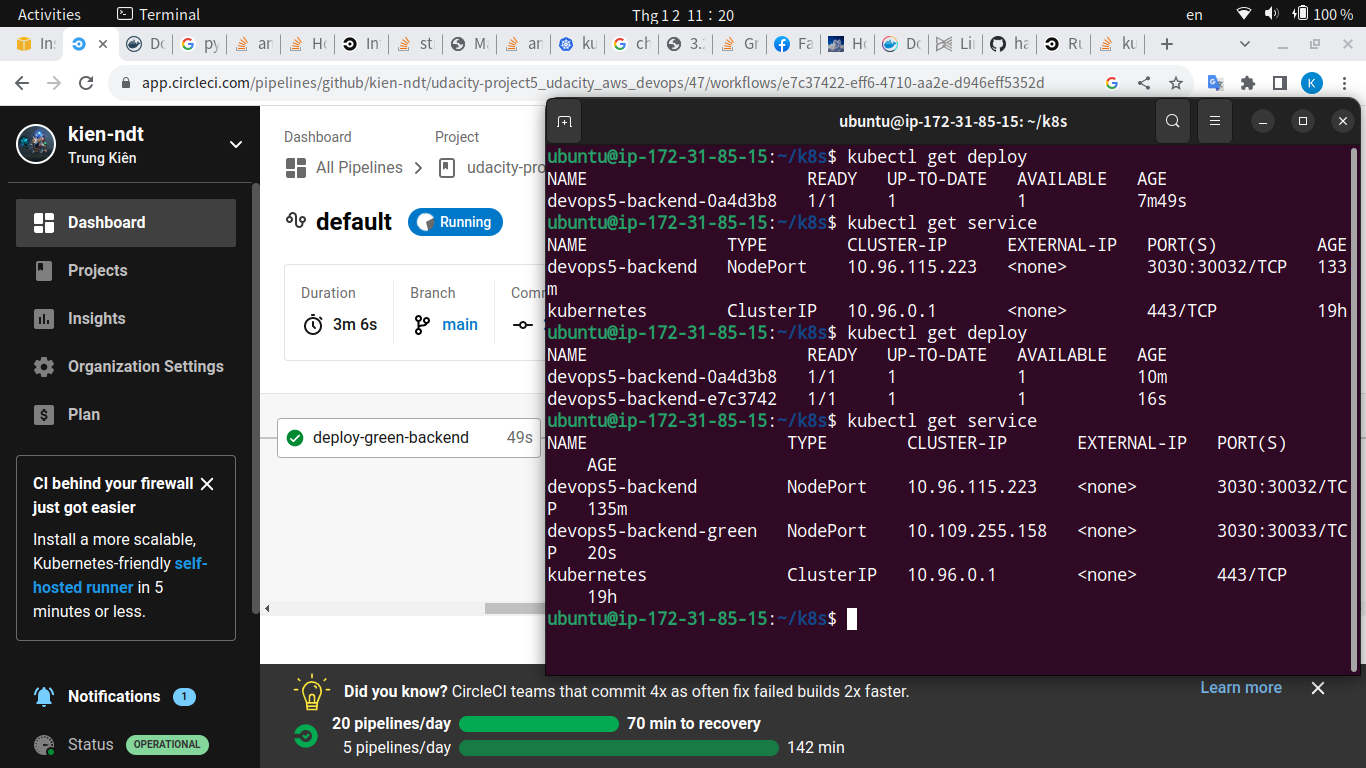 Activities
Terminal
Thg 1 2 11 : 20
en
100 %
Ins
Do
py
ar
Ho
In
st
Ma
ar
ku
ch
3.2
Gr
Fa
Ho
Do
Lin
ha
Ru
ku
app.circleci.com/pipelines/github/kien-ndt/udacity-project5_udacity_aws_devops/47/workflows/e7c37422-eff6-4710-aa2e-d946eff5352d
K
kien-ndt
Trung Kiên
Dashboard
Projects
Insights
Organization Settings
Plan
CI behind your firewall
just got easier
Install a more scalable,
Kubernetes-friendly self-
hosted runner in 5
minutes or less.
Notifications 1
Status OPERATIONAL
Dashboard Project
All Pipelines udacity-pro
default Running
Duration Branch Comm
3m 6s main
deploy-green-backend 49s
ubuntu@ip-172-31-85-15: ~/k8s
ubuntu@ip-172-31-85-15:~/k8s$ kubectl get deploy
NAME READY UP-TO-DATE AVAILABLE AGE
devops5-backend-0a4d3b8 1/1 1 1 7m49s
ubuntu@ip-172-31-85-15:~/k8s$ kubectl get service
NAME TYPE CLUSTER-IP EXTERNAL-IP PORT(S) AGE
devops5-backend NodePort 10.96.115.223 <none> 3030:30032/TCP 133
m
kubernetes ClusterIP 10.96.0.1 <none> 443/TCP 19h
ubuntu@ip-172-31-85-15:~/k8s$ kubectl get deploy
NAME READY UP-TO-DATE AVAILABLE AGE
devops5-backend-0a4d3b8 1/1 1 1 10m
devops5-backend-e7c3742 1/1 1 1 16s
ubuntu@ip-172-31-85-15:~/k8s$ kubectl get service
NAME TYPE CLUSTER-IP EXTERNAL-IP PORT(S)
AGE
devops5-backend NodePort 10.96.115.223 <none> 3030:30032/TC
P 135m
devops5-backend-green NodePort 10.109.255.158 <none> 3030:30033/TC
P 20s
kubernetes ClusterIP 10.96.0.1 <none> 443/TCP
19h
ubuntu@ip-172-31-85-15:~/k8s$
Did you know? CircleCI teams that commit 4x as often fix failed builds 2x faster.
Learn more
20 pipelines/day 70 min to recovery
5 pipelines/day 142 min